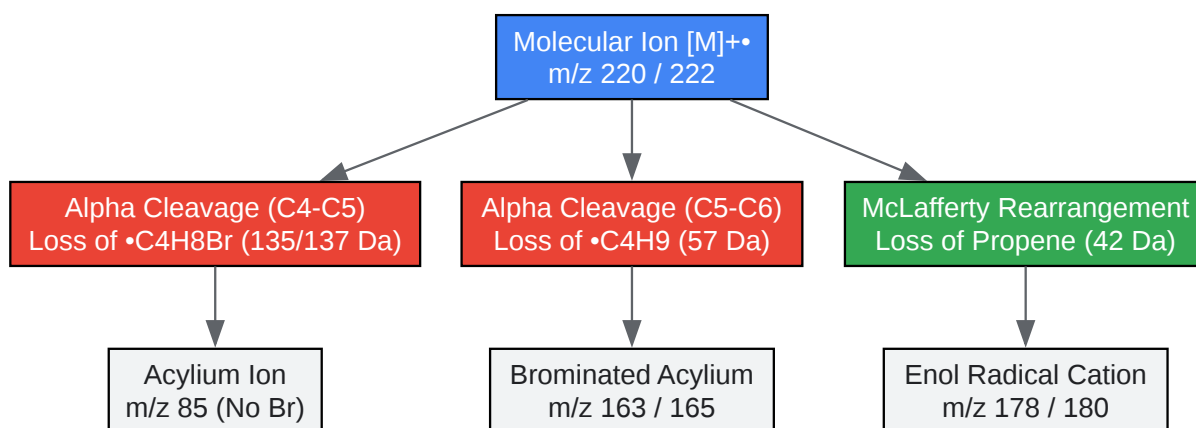 Molecular Ion [M]+•
m/z 220 / 222
Alpha Cleavage (C4-C5)
Loss of •C4H8Br (135/137 Da)
Alpha Cleavage (C5-C6)
Loss of •C4H9 (57 Da)
McLafferty Rearrangement
Loss of Propene (42 Da)
Acylium Ion
m/z 85 (No Br)
Brominated Acylium
m/z 163 / 165
Enol Radical Cation
m/z 178 / 180